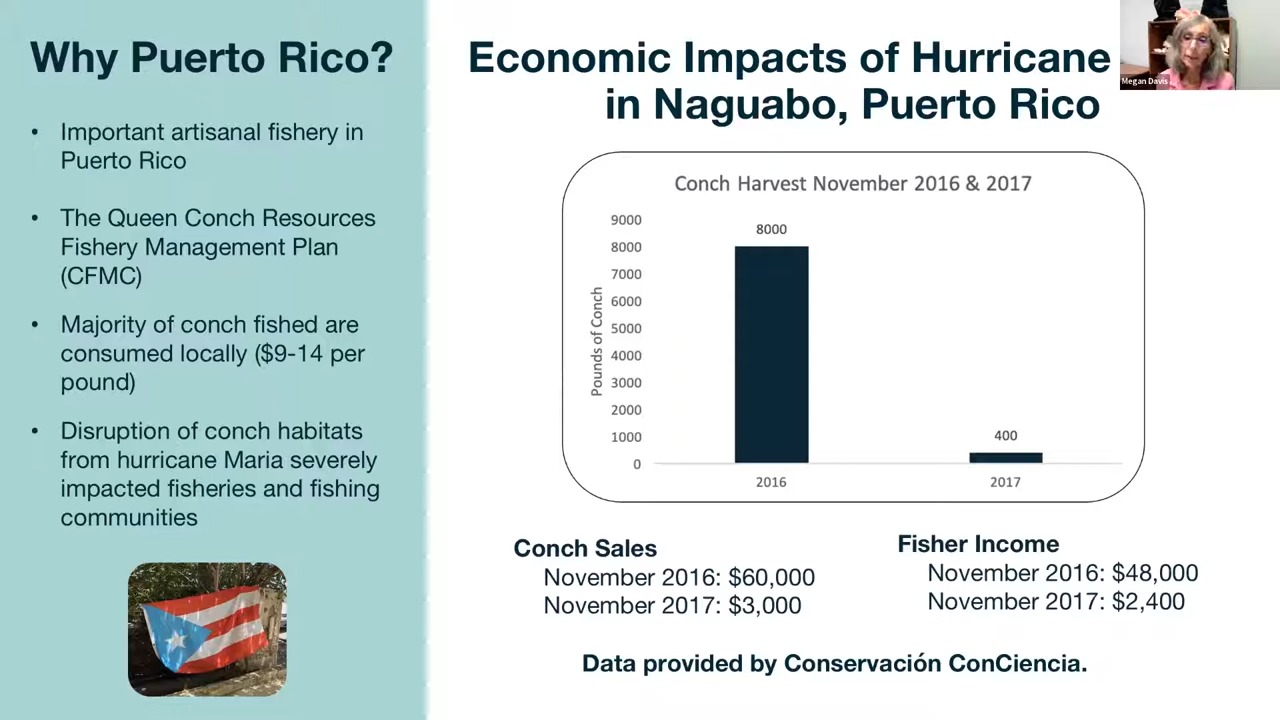 Why Puerto Rico?
• Important artisanal fishery in
Puerto Rico
• The Queen Conch Resources
Fishery Management Plan
(CFMC)
• Majority of conch fished are
consumed locally ($9-14 per
pound)
• Disruption of conch habitats
from hurricane Maria severely
impacted fisheries and fishing
communities
Economic Impacts of Hurricane
in Naguabo, Puerto Rico
Megan Davis
Conch Harvest November 2016 & 2017
Pounds of Conch
9000
8000
7000
6000
5000
4000
3000
2000
1000
0
8000
400
2016
2017
Conch Sales
November 2016: $60,000
November 2017: $3,000
Fisher Income
November 2016: $48,000
November 2017: $2,400
Data provided by Conservación ConCiencia.